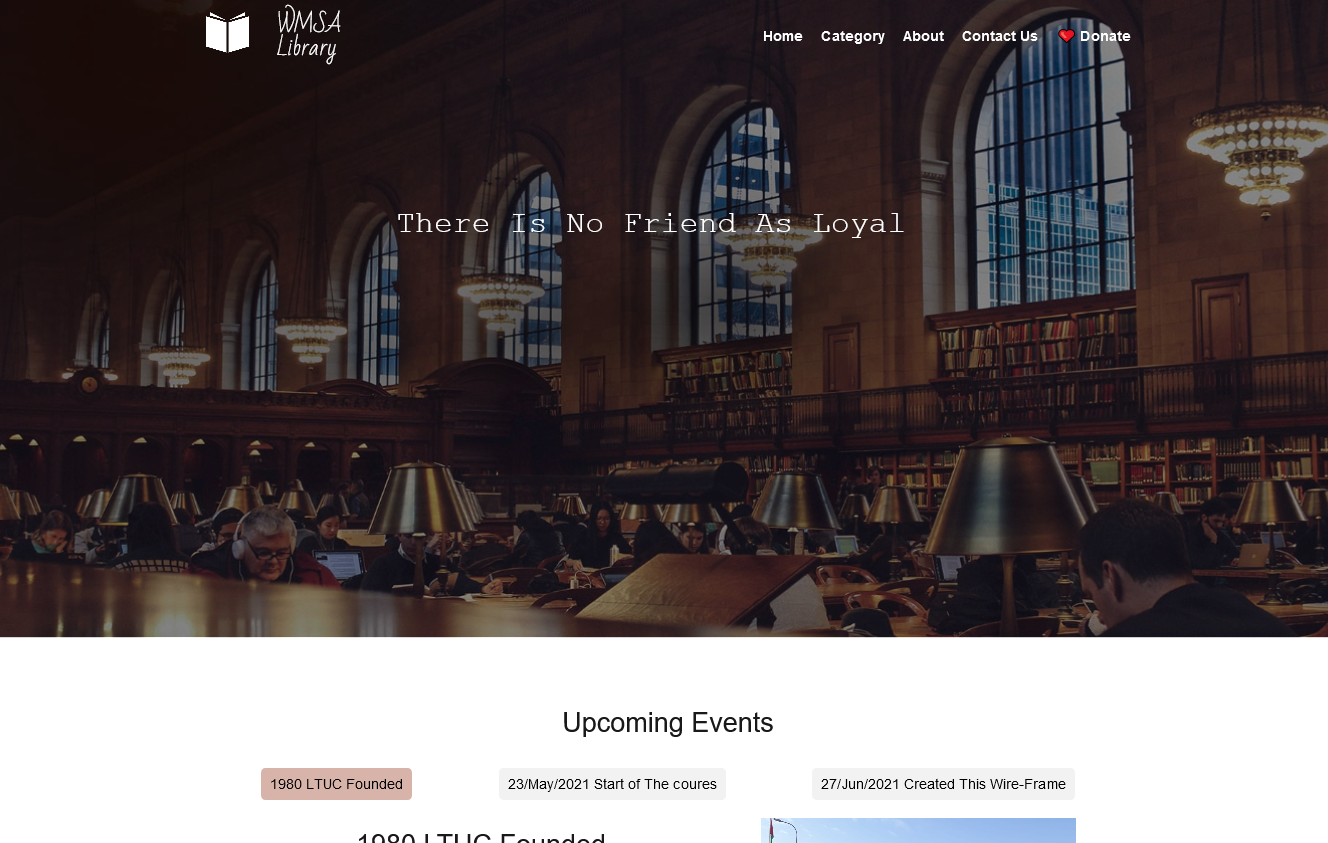 WMSA
Library
Home Category About Contact Us Donate
There Is No Friend As Loyal
Upcoming Events
1980 LTUC Founded
23/May/2021 Start of The coures
27/Jun/2021 Created This Wire-Frame
1980 LTUC Founded